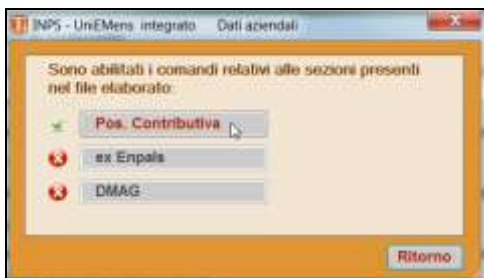 INPS - UniEMens integrato Dati aziendali
Sono abilitati i comandi relativi alle sezioni presenti
nel file elaborato:
Pos. Contributiva
ex Enpals
DMAG
Ritorno